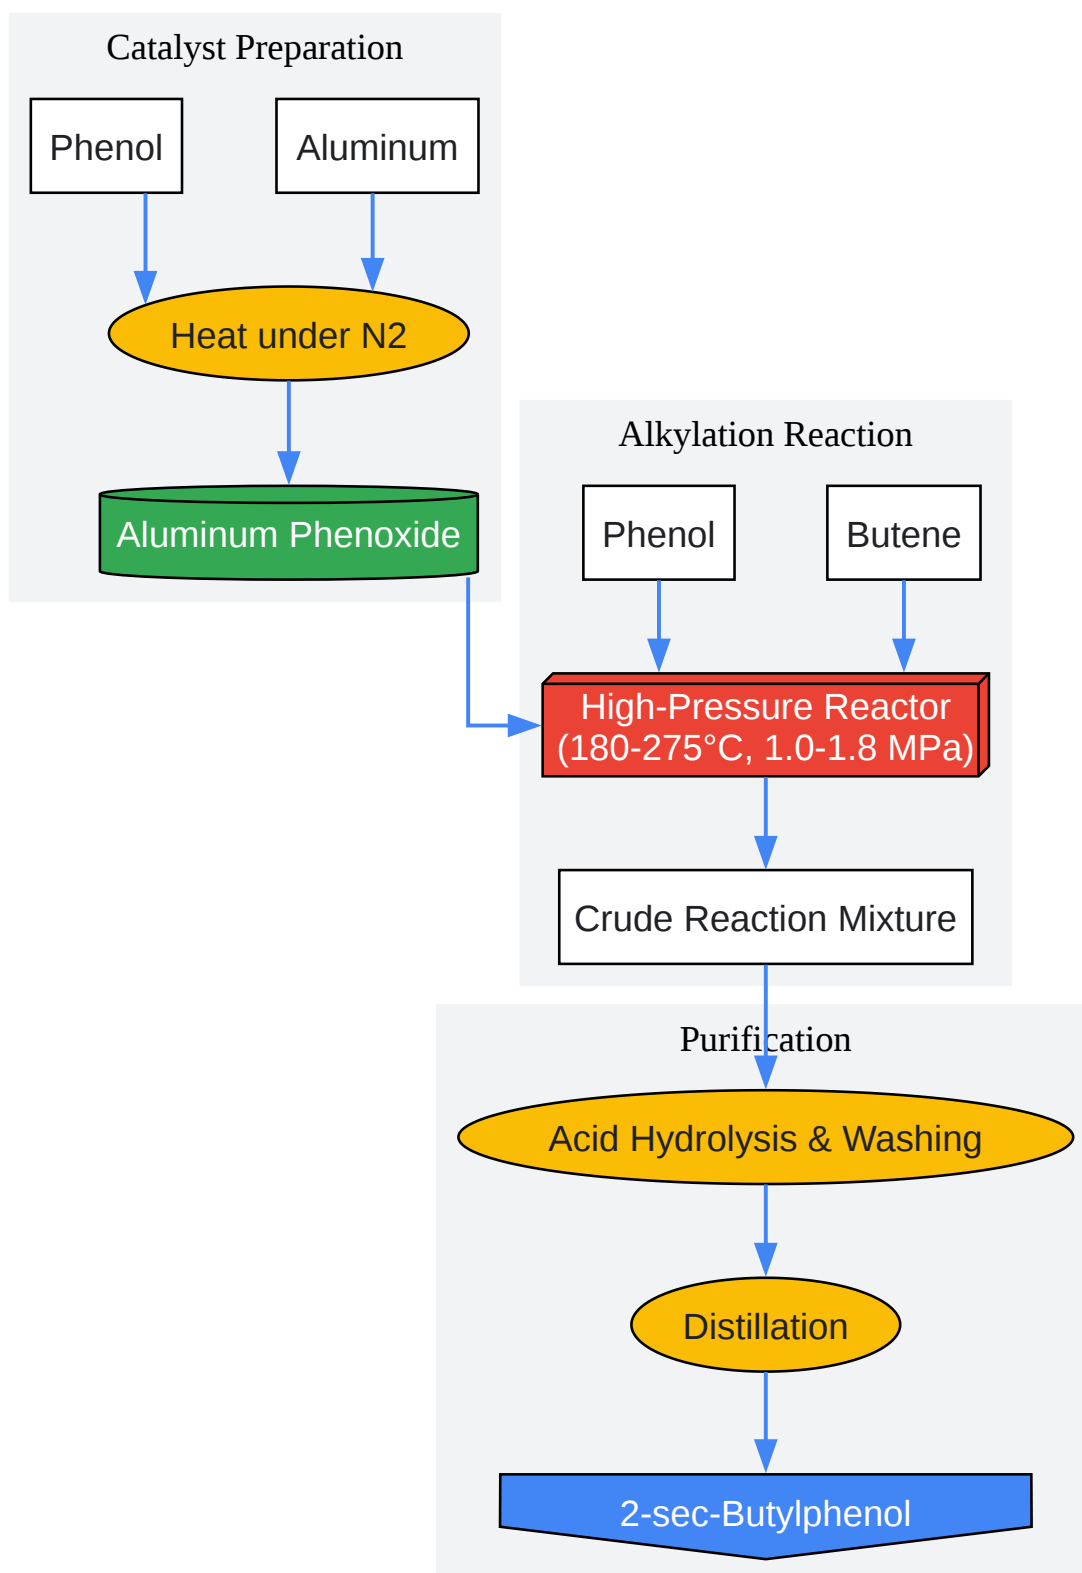 Catalyst Preparation
Phenol
Aluminum
Heat under N2
Aluminum Phenoxide
Alkylation Reaction
Phenol
Butene
High-Pressure Reactor
(180-275°C, 1.0-1.8 MPa)
Crude Reaction Mixture
Purification
Acid Hydrolysis & Washing
Distillation
2-sec-Butylphenol